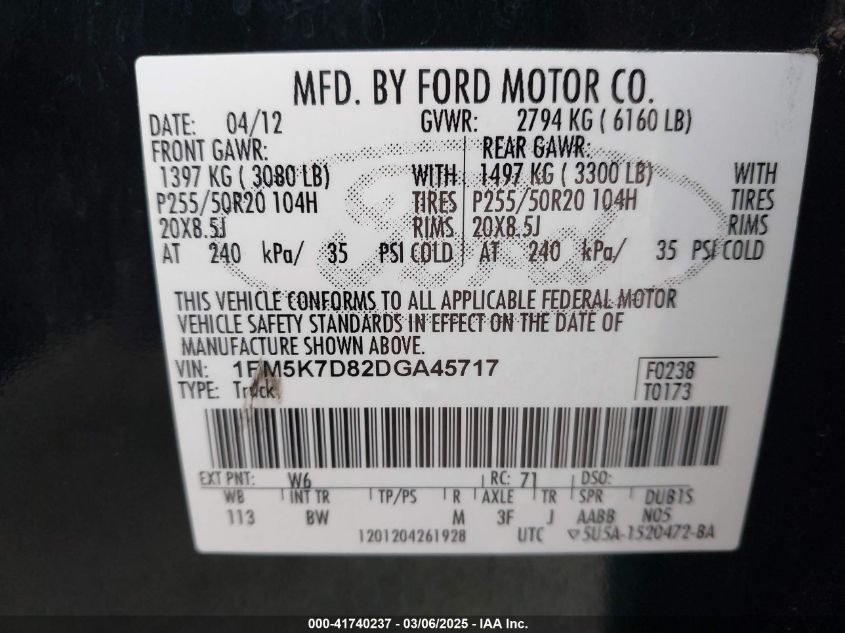 MFD. BY FORD MOTOR CO.
DATE: 04/12 GVWR: 2794 KG ( 6160 LB)
FRONT GAWR: REAR GAWR:
1397 KG ( 3080 LB) WITH 1497 KG ( 3300 LB) WITH
P255/50R20 104H TIRES P255/50R20 104H TIRES
20X8.5J RIMS 20X8.5J RIMS
AT 240 kPa/ 35 PSI COLD AT 240 kPa/ 35 PSI COLD
THIS VEHICLE CONFORMS TO ALL APPLICABLE FEDERAL MOTOR
VEHICLE SAFETY STANDARDS IN EFFECT ON THE DATE OF
MANUFACTURE SHOWN ABOVE.
VIN: 1FM5K7D82DGA45717 F0238
TYPE: Truck T0173
EXT PNT: W6 RC: 71 DSO:
WB INT TR TP/PS R AXLE TR SPR DUBIS
113 BW M 3F J AABB N05
1201204261928 UTC ▽5U5A-1520472-BA
Ford
000-41740237 - 03/06/2025 - IAA Inc.